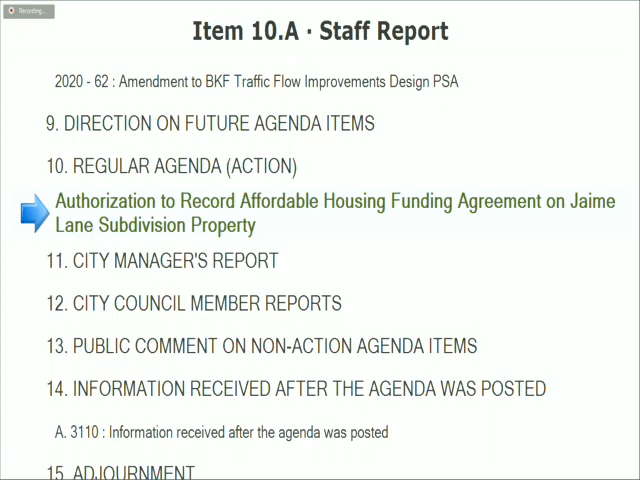 Recording...
Item 10.A · Staff Report
2020 - 62 : Amendment to BKF Traffic Flow Improvements Design PSA
9. DIRECTION ON FUTURE AGENDA ITEMS
10. REGULAR AGENDA (ACTION)
Authorization to Record Affordable Housing Funding Agreement on Jaime
Lane Subdivision Property
11. CITY MANAGER'S REPORT
12. CITY COUNCIL MEMBER REPORTS
13. PUBLIC COMMENT ON NON-ACTION AGENDA ITEMS
14. INFORMATION RECEIVED AFTER THE AGENDA WAS POSTED
A. 3110 : Information received after the agenda was posted
15. ADJOURNMENT